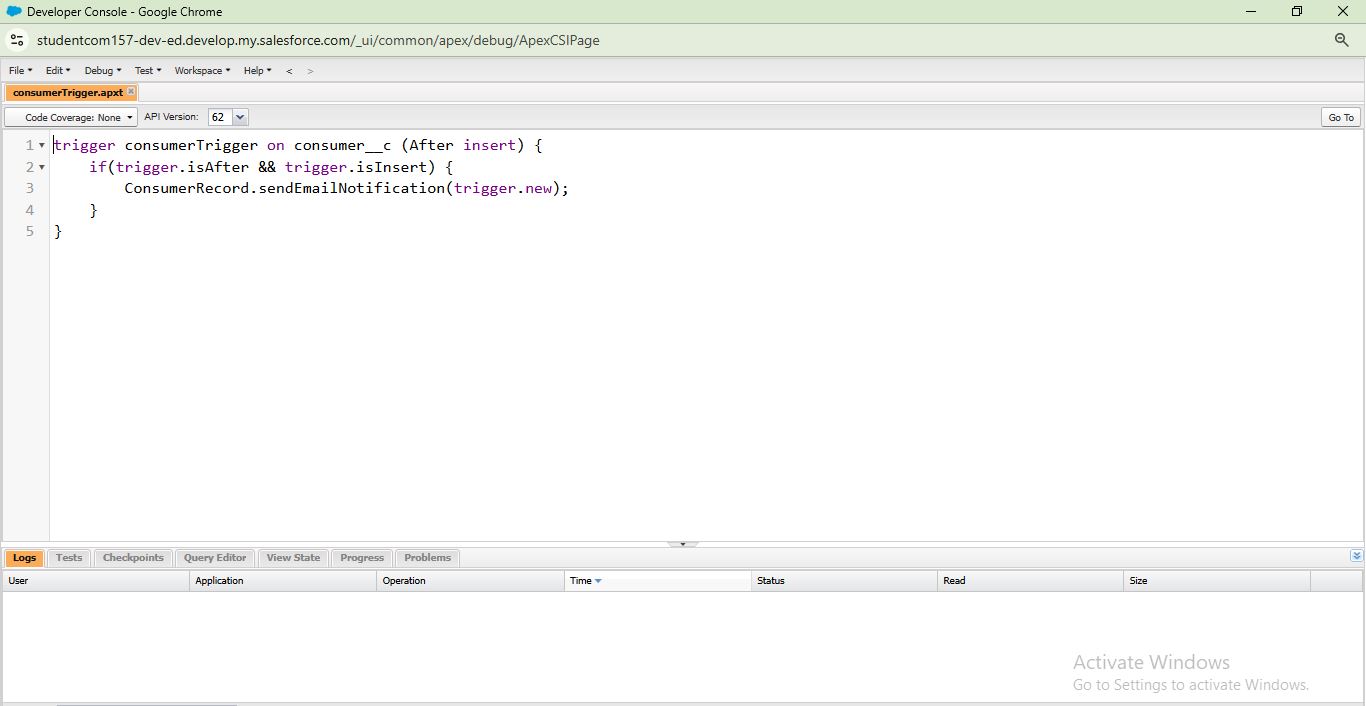 Developer Console - Google Chrome
studentcom157-dev-ed.develop.my.salesforce.com/_ui/common/apex/debug/ApexCSIPage
File Edit Debug Test Workspace Help < >
consumerTrigger.apxt
Code Coverage: None API Version: 62 Go To
1 trigger consumerTrigger on consumer__c (After insert) {
2 if(trigger.isAfter && trigger.isInsert) {
3 ConsumerRecord.sendEmailNotification(trigger.new);
4 }
5 }
Logs Tests Checkpoints Query Editor View State Progress Problems
User Application Operation Time Status Read Size
Activate Windows
Go to Settings to activate Windows.